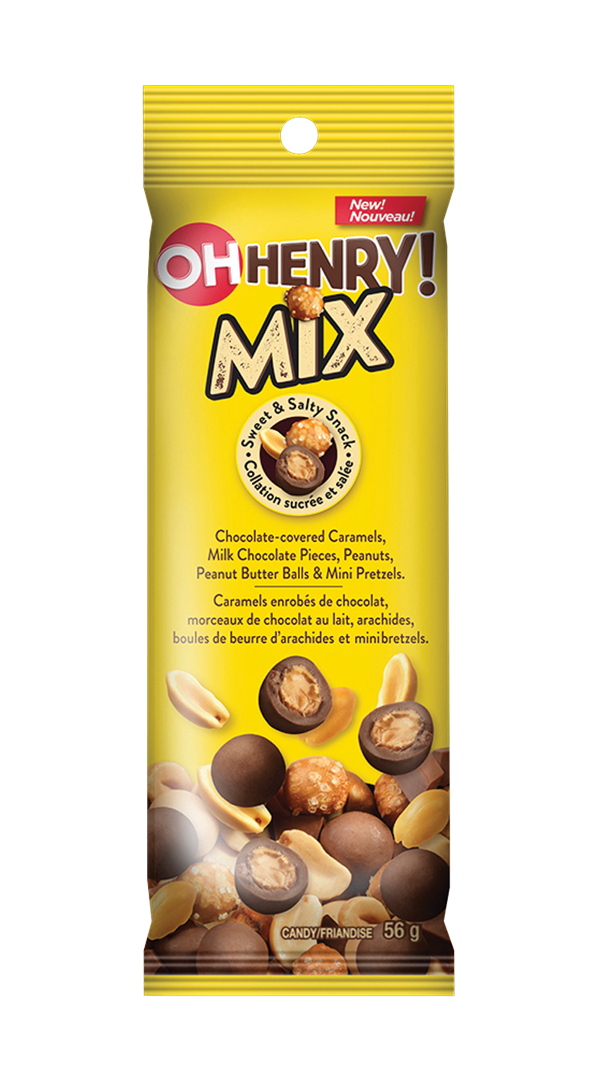 New!
Nouveau!
OH HENRY!
MIX
Sweet & Salty Snack
• Collation sucrée et salée •
Chocolate-covered Caramels,
Milk Chocolate Pieces, Peanuts,
Peanut Butter Balls & Mini Pretzels.
Caramels enrobés de chocolat,
morceaux de chocolat au lait, arachides,
boules de beurre d'arachides et minibretzels.
CANDY/FRIANDISE 56 g